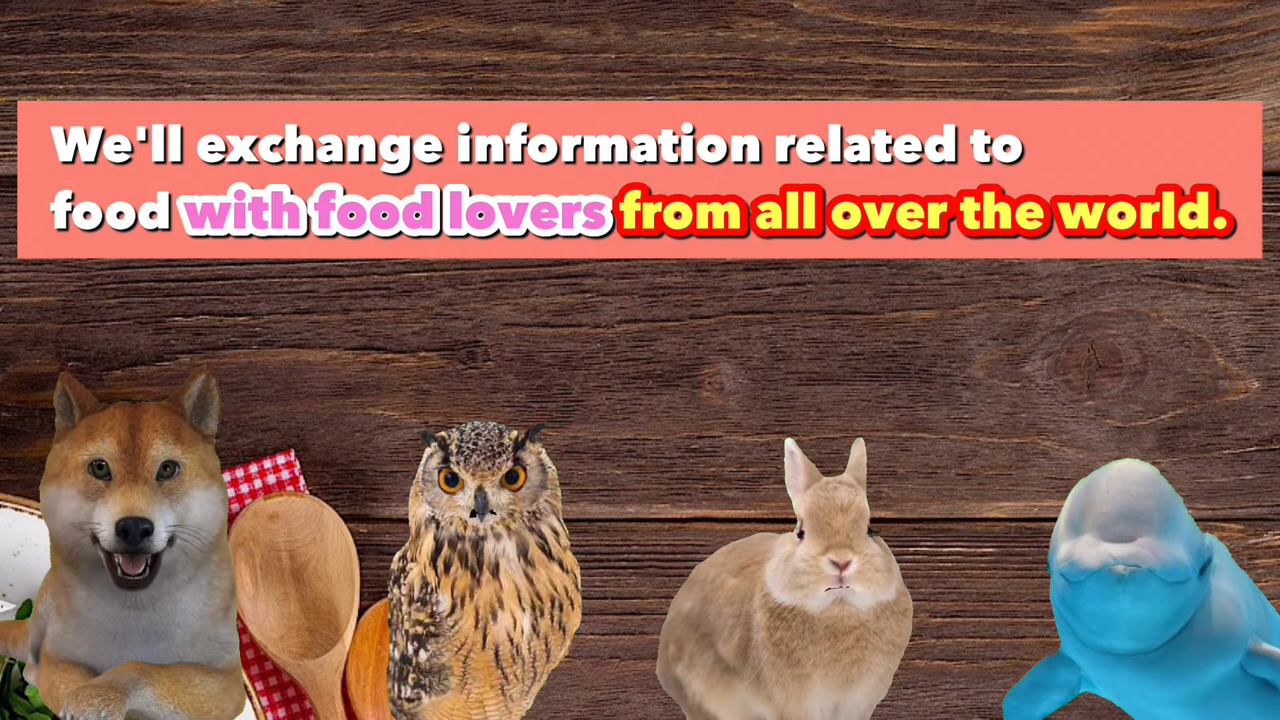 We'll exchange information related to
food with food lovers from all over the world.